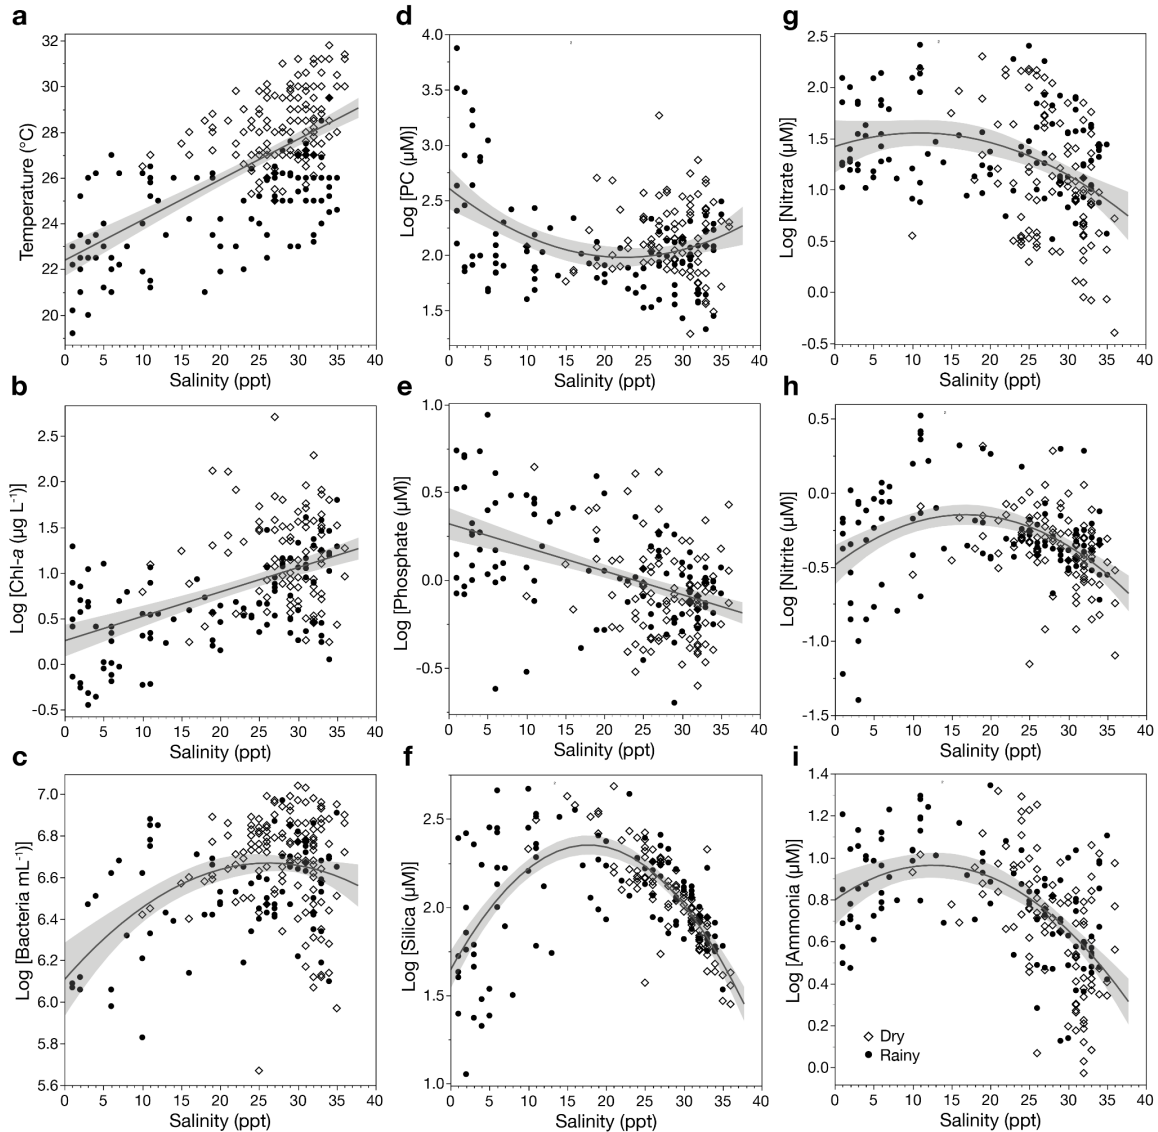 a
32
30
28
26
24
22
20
Temperature (°C)
0 5 10 15 20 25 30 35 40
Salinity (ppt)
d
4.0
3.5
3.0
2.5
2.0
1.5
Log [PC (µM)]
0 5 10 15 20 25 30 35 40
Salinity (ppt)
g
2.5
2.0
1.5
1.0
0.5
0.0
-0.5
Log [Nitrate (µM)]
0 5 10 15 20 25 30 35 40
Salinity (ppt)
b
2.5
2.0
1.5
1.0
0.5
0.0
-0.5
Log [Chl-a (µg L-1)]
0 5 10 15 20 25 30 35 40
Salinity (ppt)
e
1.0
0.5
0.0
-0.5
Log [Phosphate (µM)]
0 5 10 15 20 25 30 35 40
Salinity (ppt)
h
0.5
0.0
-0.5
-1.0
-1.5
Log [Nitrite (µM)]
0 5 10 15 20 25 30 35 40
Salinity (ppt)
c
7.0
6.8
6.6
6.4
6.2
6.0
5.8
5.6
Log [Bacteria mL-1)]
0 5 10 15 20 25 30 35 40
Salinity (ppt)
f
2.5
2.0
1.5
1.0
Log [Silica (µM)]
0 5 10 15 20 25 30 35 40
Salinity (ppt)
i
1.4
1.2
1.0
0.8
0.6
0.4
0.2
0.0
Log [Ammonia (µM)]
Dry
Rainy
0 5 10 15 20 25 30 35 40
Salinity (ppt)